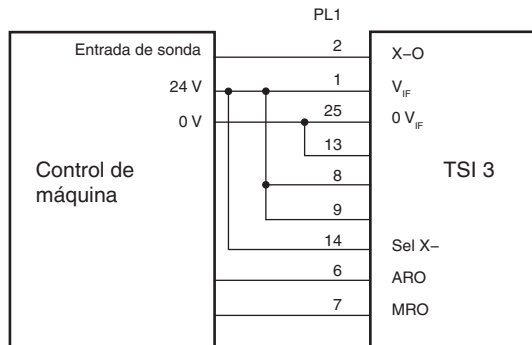 PL1
Entrada de sonda 2 X–O
24 V 1 V_IF
0 V 25 0 V_IF
13
Control de
máquina
8
TSI 3
9
14 Sel X–
6 ARO
7 MRO